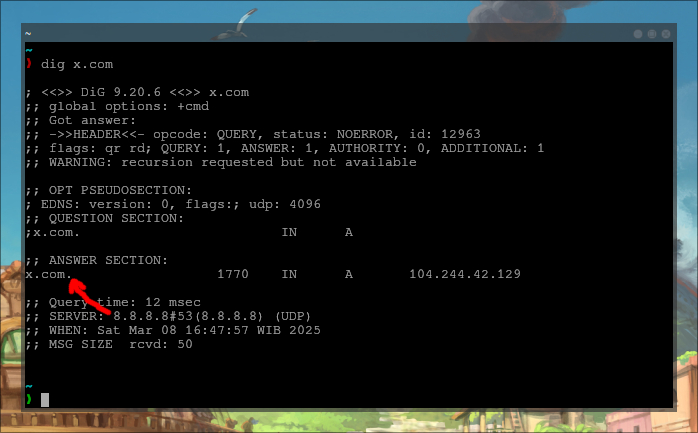 ~
~
❯ dig x.com
; <<>> DiG 9.20.6 <<>> x.com
;; global options: +cmd
;; Got answer:
;; ->>HEADER<<- opcode: QUERY, status: NOERROR, id: 12963
;; flags: qr rd; QUERY: 1, ANSWER: 1, AUTHORITY: 0, ADDITIONAL: 1
;; WARNING: recursion requested but not available
;; OPT PSEUDOSECTION:
; EDNS: version: 0, flags:; udp: 4096
;; QUESTION SECTION:
;x.com. IN A
;; ANSWER SECTION:
x.com. 1770 IN A 104.244.42.129
;; Query time: 12 msec
;; SERVER: 8.8.8.8#53(8.8.8.8) (UDP)
;; WHEN: Sat Mar 08 16:47:57 WIB 2025
;; MSG SIZE rcvd: 50
~
❯